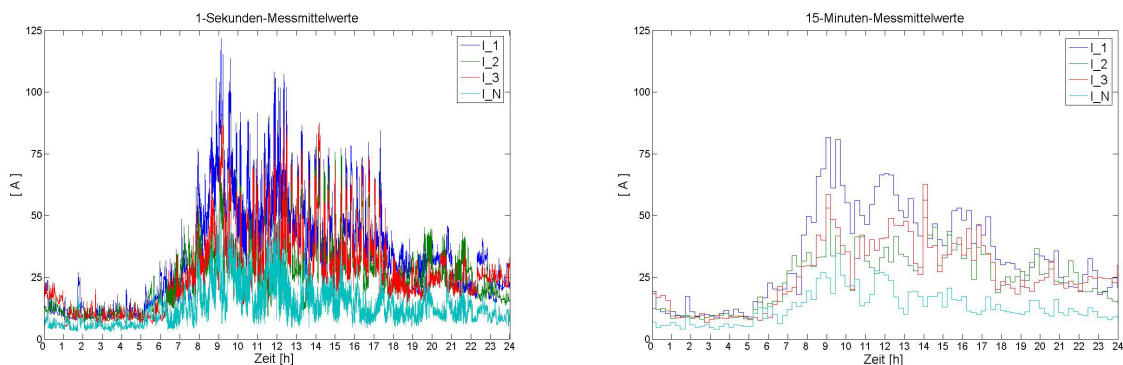 1-Sekunden-Messmittelwerte
125
100
75
50
25
0
[ A ]
0 1 2 3 4 5 6 7 8 9 10 11 12 13 14 15 16 17 18 19 20 21 22 23 24
Zeit [h]
I_1
I_2
I_3
I_N
15-Minuten-Messmittelwerte
125
100
75
50
25
0
[ A ]
0 1 2 3 4 5 6 7 8 9 10 11 12 13 14 15 16 17 18 19 20 21 22 23 24
Zeit [h]
I_1
I_2
I_3
I_N